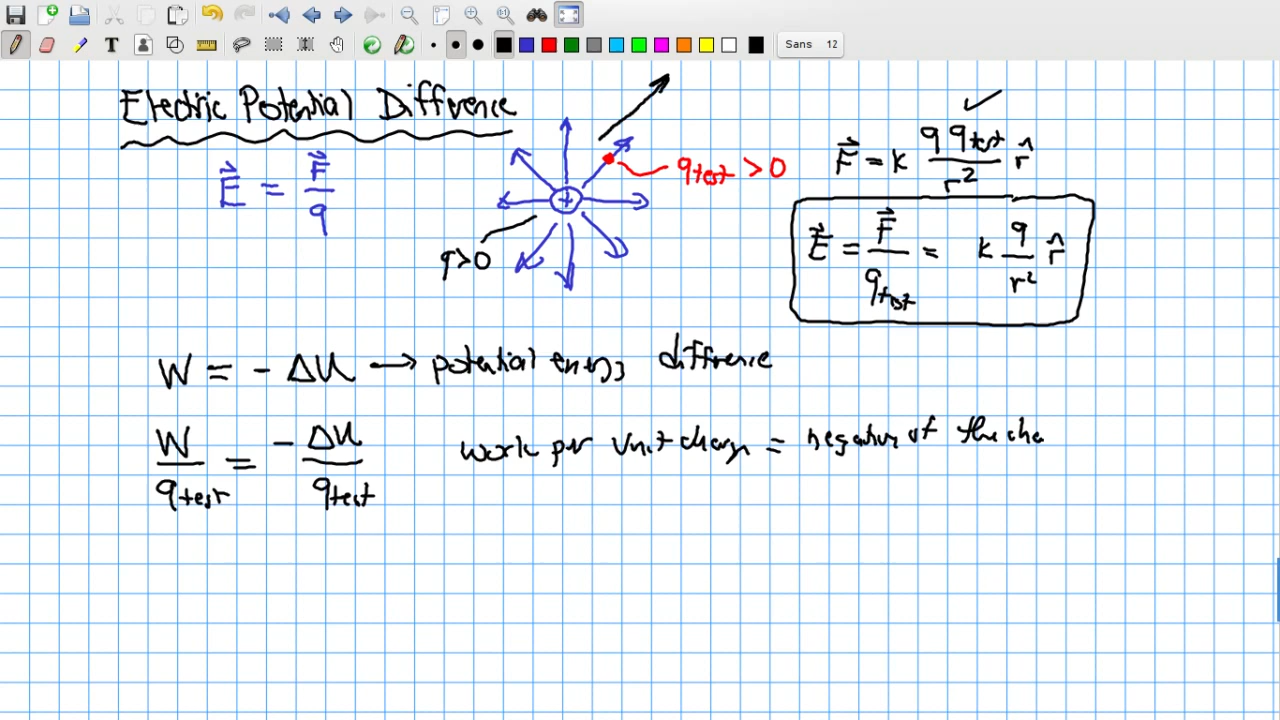 T
Sans 12
Electric Potential Difference
E⃗ = F⃗ / q
+
q>0
q_test > 0
✓
F⃗ = k q q_test / r² r̂
E⃗ = F⃗ / q_test = k q / r² r̂
W = - ΔU → potential energy difference
W / q_test = - ΔU / q_test
work per unit charge = negative of the cha